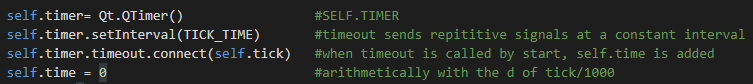 self.timer= Qt.QTimer() #SELF.TIMER
self.timer.setInterval(TICK_TIME) #timeout sends repititive signals at a constant interval
self.timer.timeout.connect(self.tick) #when timeout is called by start, self.time is added
self.time = 0 #arithmetically with the d of tick/1000